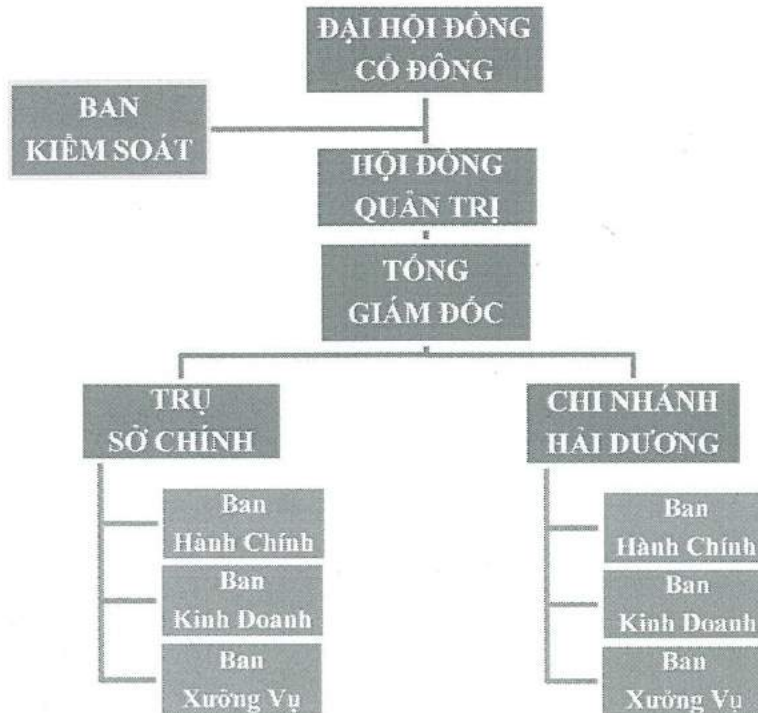 ĐẠI HỘI ĐỒNG
CỔ ĐÔNG
BAN
KIỂM SOÁT
HỘI ĐỒNG
QUẢN TRỊ
TỔNG
GIÁM ĐỐC
TRỤ
SỞ CHÍNH
Ban
Hành Chính
Ban
Kinh Doanh
Ban
Xưởng Vụ
CHI NHÁNH
HẢI DƯƠNG
Ban
Hành Chính
Ban
Kinh Doanh
Ban
Xưởng Vụ